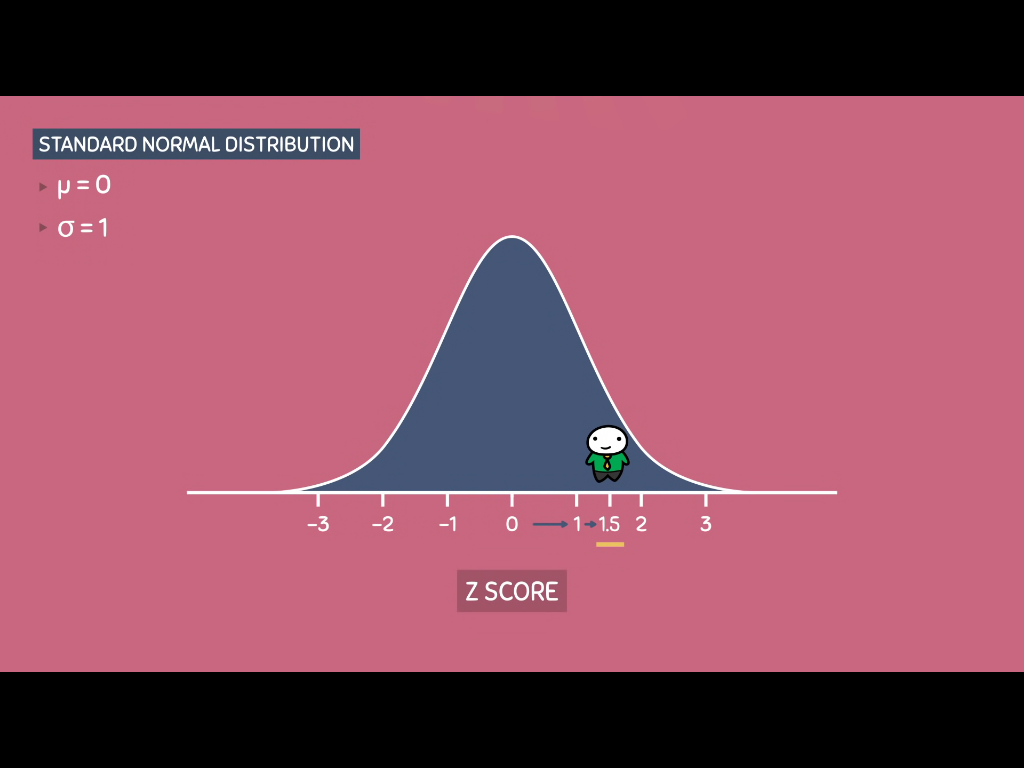 STANDARD NORMAL DISTRIBUTION
μ = 0
σ = 1
-3 -2 -1 0 1 1.5 2 3
Z SCORE